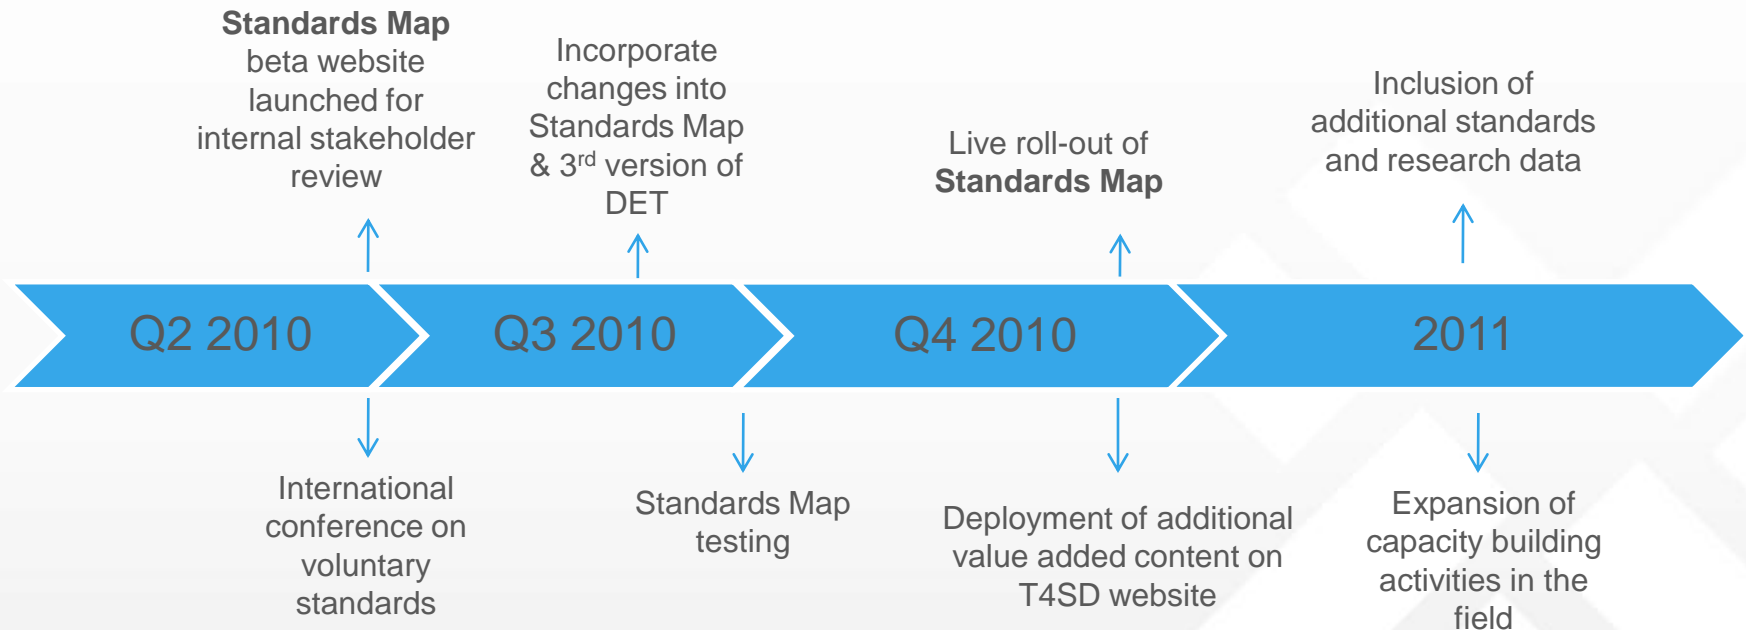 Standards Map
beta website
launched for
internal stakeholder
review
Incorporate
changes into
Standards Map
& 3rd version of
DET
Live roll-out of
Standards Map
Inclusion of
additional standards
and research data
Q2 2010
Q3 2010
Q4 2010
2011
International
conference on
voluntary
standards
Standards Map
testing
Deployment of additional
value added content on
T4SD website
Expansion of
capacity building
activities in the
field